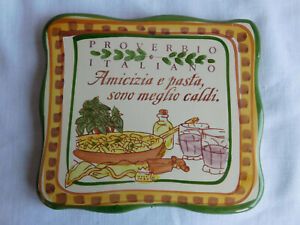 PROVERBIO
ITALIANO
Amicizia e pasta,
sono meglio caldi.